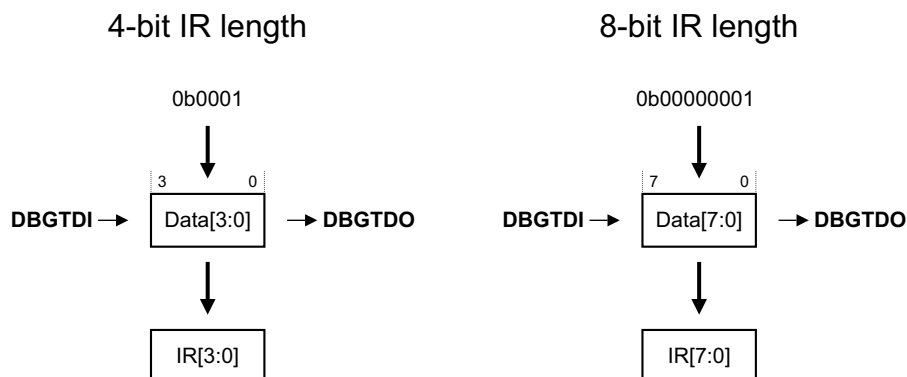 4-bit IR length
8-bit IR length
0b0001
0b00000001
3 0
7 0
DBGTDI Data[3:0] DBGTDO
DBGTDI Data[7:0] DBGTDO
IR[3:0]
IR[7:0]